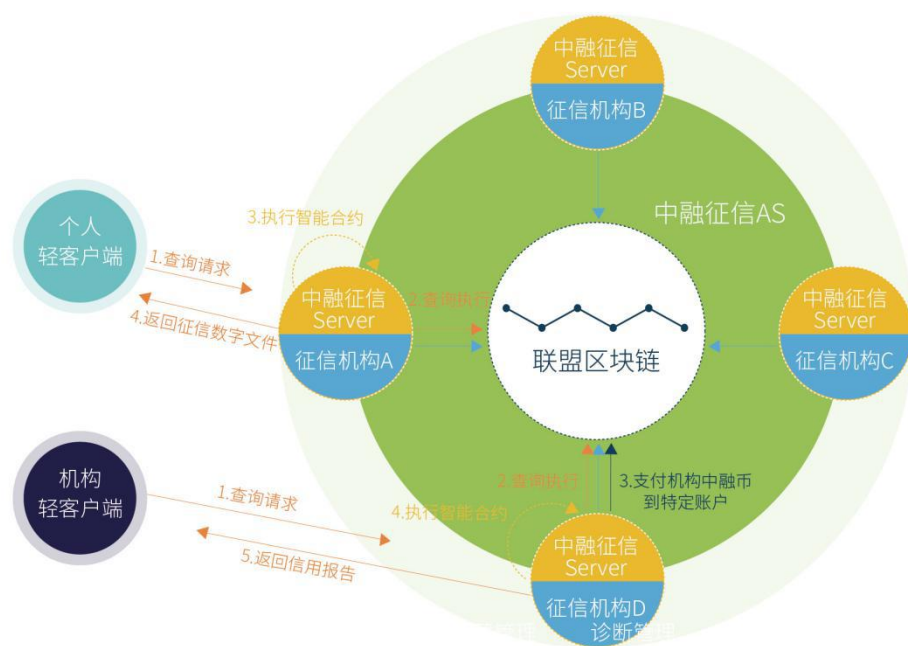 中融征信
Server
征信机构B
中融征信AS
个人
轻客户端
3.执行智能合约
1.查询请求
4.返回征信数字文件
中融征信
Server
征信机构A
2.查询执行
联盟区块链
中融征信
Server
征信机构C
机构
轻客户端
1.查询请求
5.返回信用报告
2.查询执行
3.支付机构中融币
到特定账户
4.执行智能合约
中融征信
Server
征信机构D
诊断管理